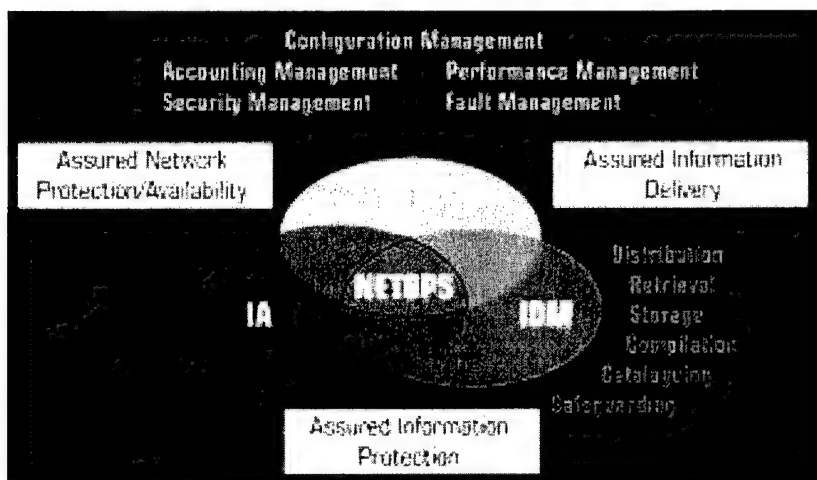 Configuration Management
Accounting Management Performance Management
Security Management Fault Management
Assured Network
Protection/Availability
Assured Information
Delivery
NETOPS
IA
IDM
Distribution
Retrieval
Storage
Compilation
Cataloguing
Safeguarding
Assured Information
Protection